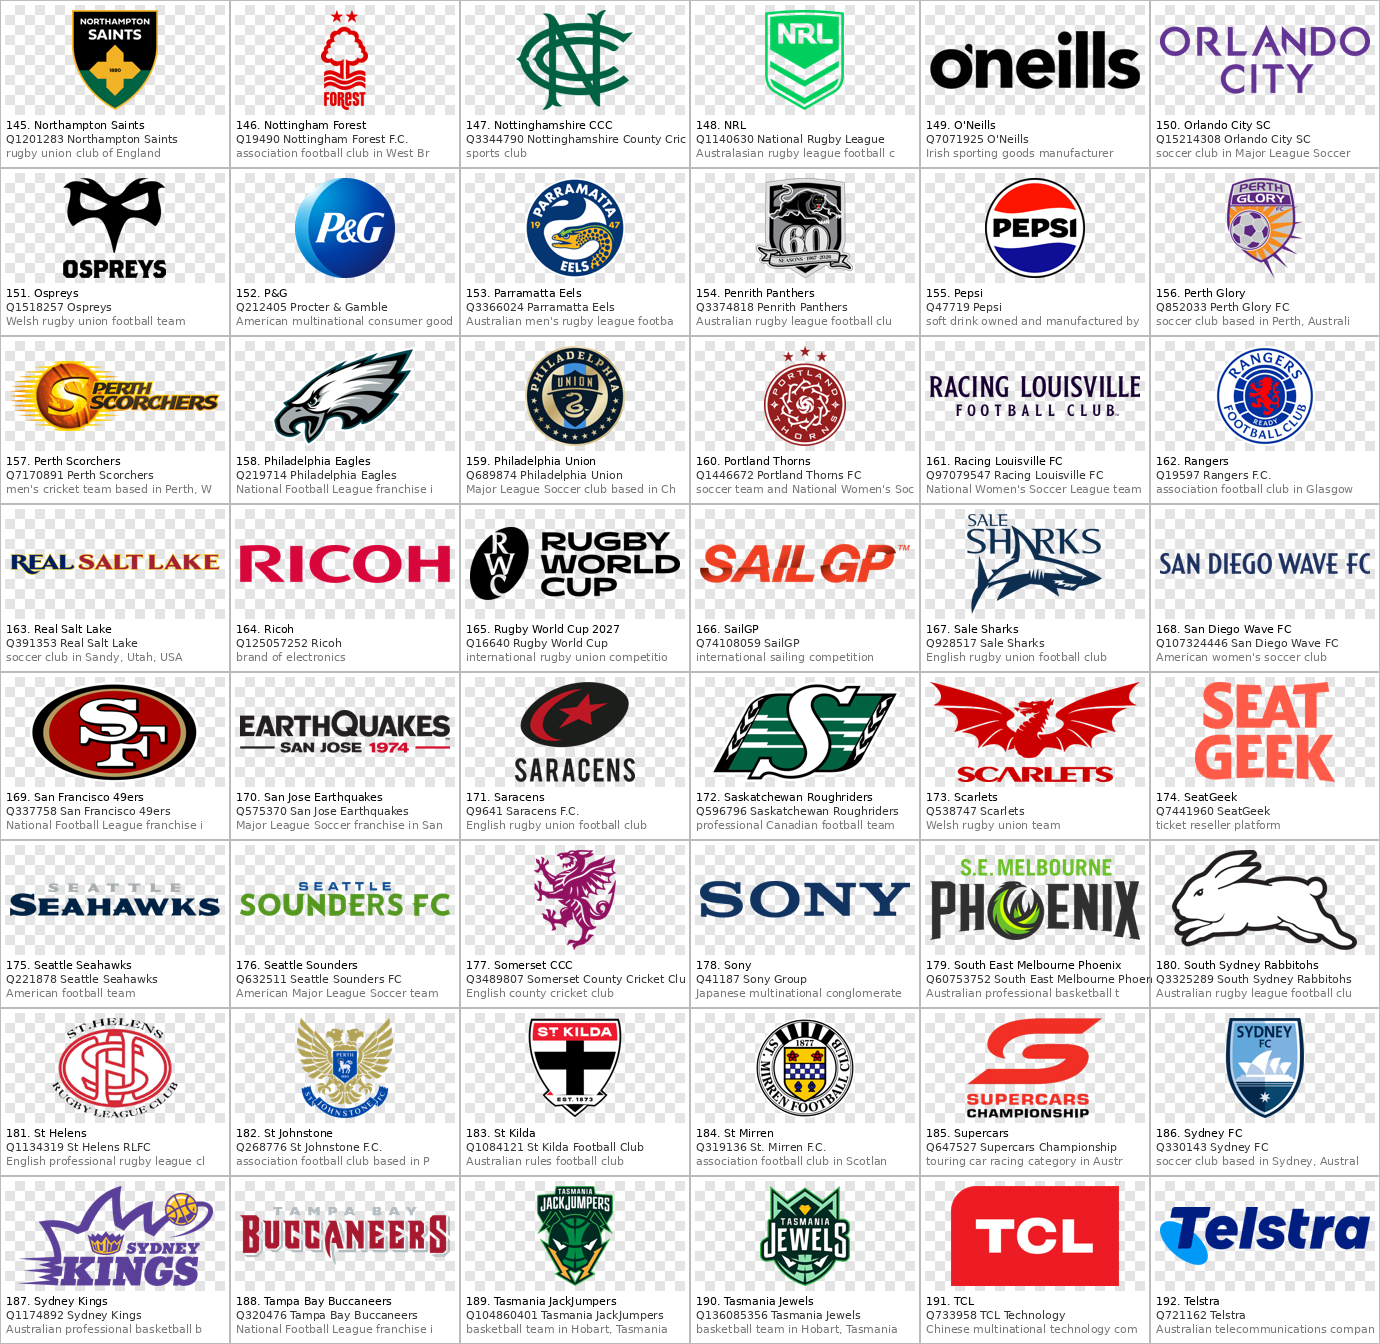 NORTHAMPTON
SAINTS
1880
145. Northampton Saints
Q1201283 Northampton Saints
rugby union club of England
FOREST
146. Nottingham Forest
Q19490 Nottingham Forest F.C.
association football club in West Br
147. Nottinghamshire CCC
Q3344790 Nottinghamshire County Cric
sports club
NRL
148. NRL
Q1140630 National Rugby League
Australasian rugby league football c
o'neills
149. O'Neills
Q7071925 O'Neills
Irish sporting goods manufacturer
ORLANDO
CITY
150. Orlando City SC
Q15214308 Orlando City SC
soccer club in Major League Soccer
OSPREYS
151. Ospreys
Q1518257 Ospreys
Welsh rugby union football team
P&G
152. P&G
Q212405 Procter & Gamble
American multinational consumer good
PARRAMATTA
19 47
EELS
153. Parramatta Eels
Q3366024 Parramatta Eels
Australian men's rugby league footba
60
SEASONS · 1967-2026
154. Penrith Panthers
Q3374818 Penrith Panthers
Australian rugby league football clu
PEPSI
155. Pepsi
Q47719 Pepsi
soft drink owned and manufactured by
PERTH
GLORY
FC
156. Perth Glory
Q852033 Perth Glory FC
soccer club based in Perth, Australi
S PERTH
SCORCHERS
157. Perth Scorchers
Q7170891 Perth Scorchers
men's cricket team based in Perth, W
158. Philadelphia Eagles
Q219714 Philadelphia Eagles
National Football League franchise i
PHILADELPHIA
UNION
159. Philadelphia Union
Q689874 Philadelphia Union
Major League Soccer club based in Ch
PORTLAND
THORNS
160. Portland Thorns
Q1446672 Portland Thorns FC
soccer team and National Women's Soc
RACING LOUISVILLE
FOOTBALL CLUB
161. Racing Louisville FC
Q97079547 Racing Louisville FC
National Women's Soccer League team
RANGERS
READY
FOOTBALL CLUB
162. Rangers
Q19597 Rangers F.C.
association football club in Glasgow
REAL SALT LAKE
163. Real Salt Lake
Q391353 Real Salt Lake
soccer club in Sandy, Utah, USA
RICOH
164. Ricoh
Q125057252 Ricoh
brand of electronics
RWC
RUGBY
WORLD
CUP
165. Rugby World Cup 2027
Q16640 Rugby World Cup
international rugby union competitio
SAILGP™
166. SailGP
Q74108059 SailGP
international sailing competition
SALE
SHARKS
167. Sale Sharks
Q928517 Sale Sharks
English rugby union football club
SAN DIEGO WAVE FC
168. San Diego Wave FC
Q107324446 San Diego Wave FC
American women's soccer club
SF
169. San Francisco 49ers
Q337758 San Francisco 49ers
National Football League franchise i
EARTHQUAKES
SAN JOSE 1974
170. San Jose Earthquakes
Q575370 San Jose Earthquakes
Major League Soccer franchise in San
SARACENS
171. Saracens
Q9641 Saracens F.C.
English rugby union football club
S
172. Saskatchewan Roughriders
Q596796 Saskatchewan Roughriders
professional Canadian football team
SCARLETS
173. Scarlets
Q538747 Scarlets
Welsh rugby union team
SEAT
GEEK
174. SeatGeek
Q7441960 SeatGeek
ticket reseller platform
SEATTLE
SEAHAWKS
175. Seattle Seahawks
Q221878 Seattle Seahawks
American football team
SEATTLE
SOUNDERS FC
176. Seattle Sounders
Q632511 Seattle Sounders FC
American Major League Soccer team
177. Somerset CCC
Q3489807 Somerset County Cricket Clu
English county cricket club
SONY
178. Sony
Q41187 Sony Group
Japanese multinational conglomerate
S.E. MELBOURNE
PHOENIX
179. South East Melbourne Phoenix
Q60753752 South East Melbourne Phoen
Australian professional basketball t
180. South Sydney Rabbitohs
Q3325289 South Sydney Rabbitohs
Australian rugby league football clu
ST.HELENS
RUGBY LEAGUE CLUB
181. St Helens
Q1134319 St Helens RLFC
English professional rugby league cl
PERTH
1884
ST. JOHNSTONE FC
182. St Johnstone
Q268776 St Johnstone F.C.
association football club based in P
ST KILDA
EST. 1873
183. St Kilda
Q1084121 St Kilda Football Club
Australian rules football club
1877
ST. MIRREN FOOTBALL CLUB
184. St Mirren
Q319136 St. Mirren F.C.
association football club in Scotlan
SUPERCARS
CHAMPIONSHIP
185. Supercars
Q647527 Supercars Championship
touring car racing category in Austr
SYDNEY
FC
186. Sydney FC
Q330143 Sydney FC
soccer club based in Sydney, Austral
SYDNEY
KINGS
187. Sydney Kings
Q1174892 Sydney Kings
Australian professional basketball b
TAMPA BAY
BUCCANEERS
188. Tampa Bay Buccaneers
Q320476 Tampa Bay Buccaneers
National Football League franchise i
TASMANIA
JACKJUMPERS
189. Tasmania JackJumpers
Q104860401 Tasmania JackJumpers
basketball team in Hobart, Tasmania
TASMANIA
JEWELS
190. Tasmania Jewels
Q136085356 Tasmania Jewels
basketball team in Hobart, Tasmania
TCL
191. TCL
Q733958 TCL Technology
Chinese multinational technology com
Telstra
192. Telstra
Q721162 Telstra
Australian telecommunications compan